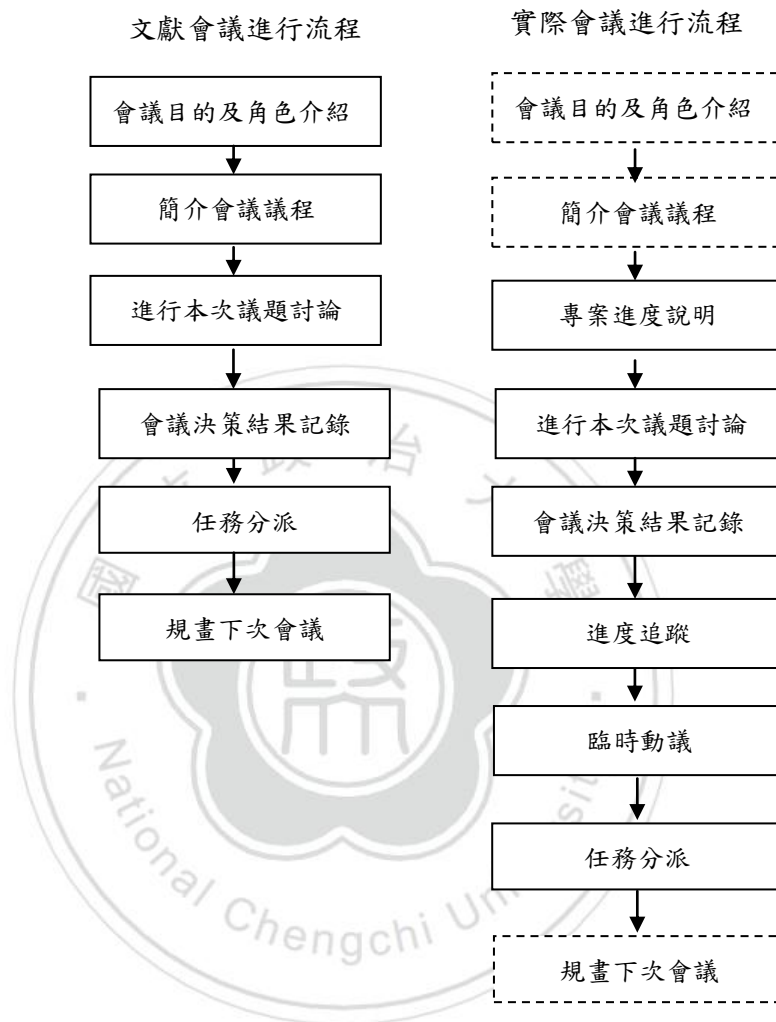 文獻會議進行流程
會議目的及角色介紹
簡介會議議程
進行本次議題討論
會議決策結果記錄
任務分派
規畫下次會議
實際會議進行流程
會議目的及角色介紹
簡介會議議程
專案進度說明
進行本次議題討論
會議決策結果記錄
進度追蹤
臨時動議
任務分派
規畫下次會議
National Chengchi